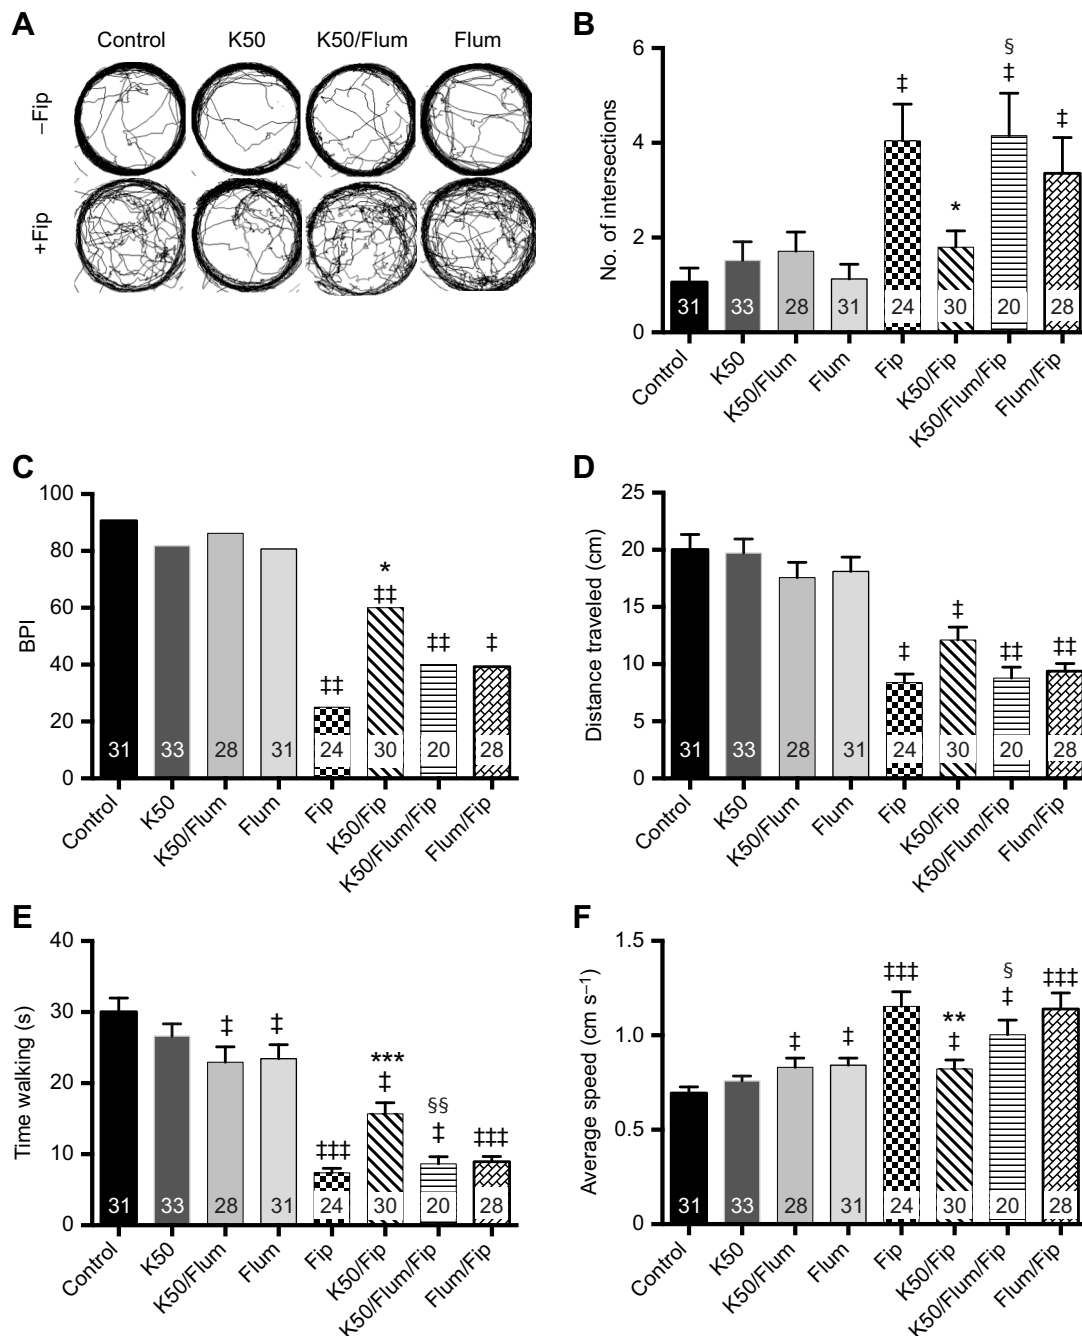 A
Control K50 K50/Flum Flum
–Fip
+Fip
B
No. of intersections
6
4
2
0
‡
*
§
‡
‡
31 33 28 31 24 30 20 28
Control K50 K50/Flum Flum Fip K50/Fip K50/Flum/Fip Flum/Fip
C
BPI
100
80
60
40
20
0
‡‡
*
‡‡
‡‡
‡
31 33 28 31 24 30 20 28
Control K50 K50/Flum Flum Fip K50/Fip K50/Flum/Fip Flum/Fip
D
Distance traveled (cm)
25
20
15
10
5
0
‡
‡
‡‡
‡‡
31 33 28 31 24 30 20 28
Control K50 K50/Flum Flum Fip K50/Fip K50/Flum/Fip Flum/Fip
E
Time walking (s)
40
30
20
10
0
‡
‡
‡‡‡
***
‡
§§
‡
‡‡‡
31 33 28 31 24 30 20 28
Control K50 K50/Flum Flum Fip K50/Fip K50/Flum/Fip Flum/Fip
F
Average speed (cm s–1)
1.5
1.0
0.5
0
‡
‡
‡‡‡
**
‡
§
‡
‡‡‡
31 33 28 31 24 30 20 28
Control K50 K50/Flum Flum Fip K50/Fip K50/Flum/Fip Flum/Fip